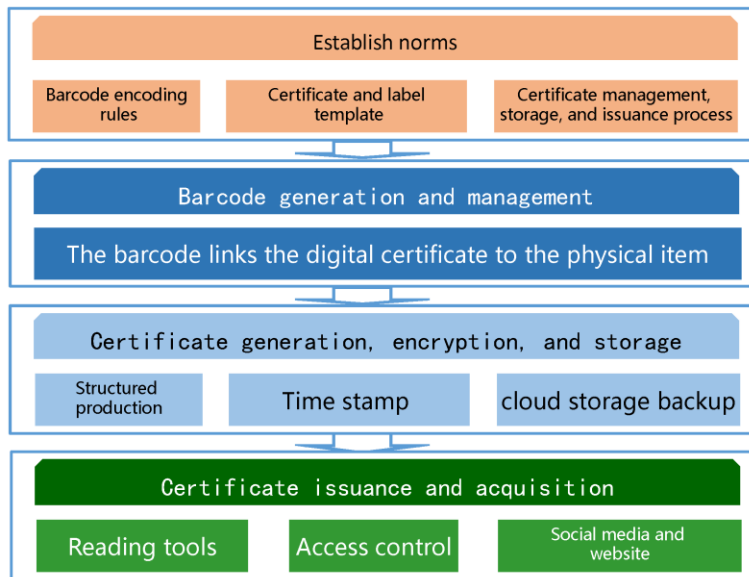 Establish norms
Barcode encoding
rules
Certificate and label
template
Certificate management,
storage, and issuance process
Barcode generation and management
The barcode links the digital certificate to the physical item
Certificate generation, encryption, and storage
Structured
production
Time stamp
cloud storage backup
Certificate issuance and acquisition
Reading tools
Access control
Social media and
website